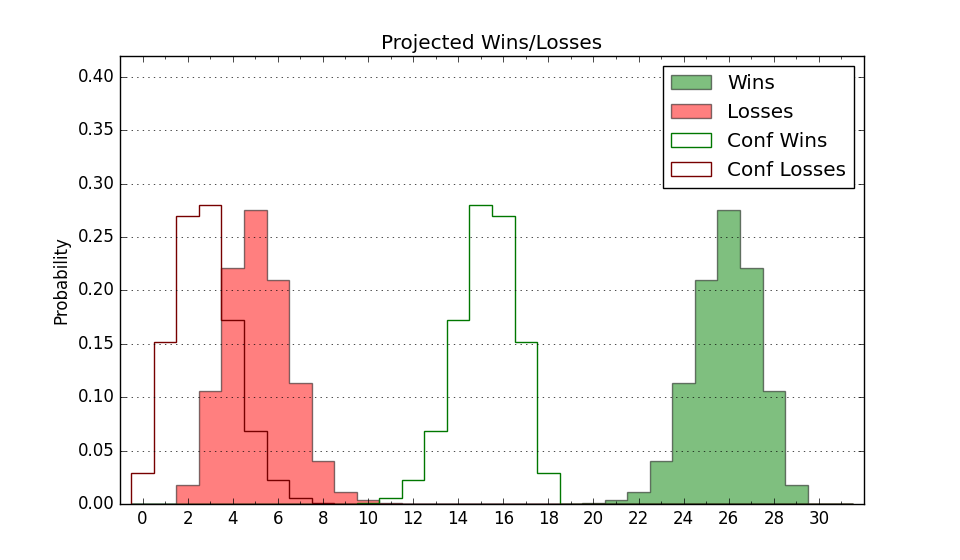 Projected Wins/Losses
0.40
0.35
0.30
0.25
0.20
0.15
0.10
0.05
0.00
Probability
Wins
Losses
Conf Wins
Conf Losses
0 2 4 6 8 10 12 14 16 18 20 22 24 26 28 30